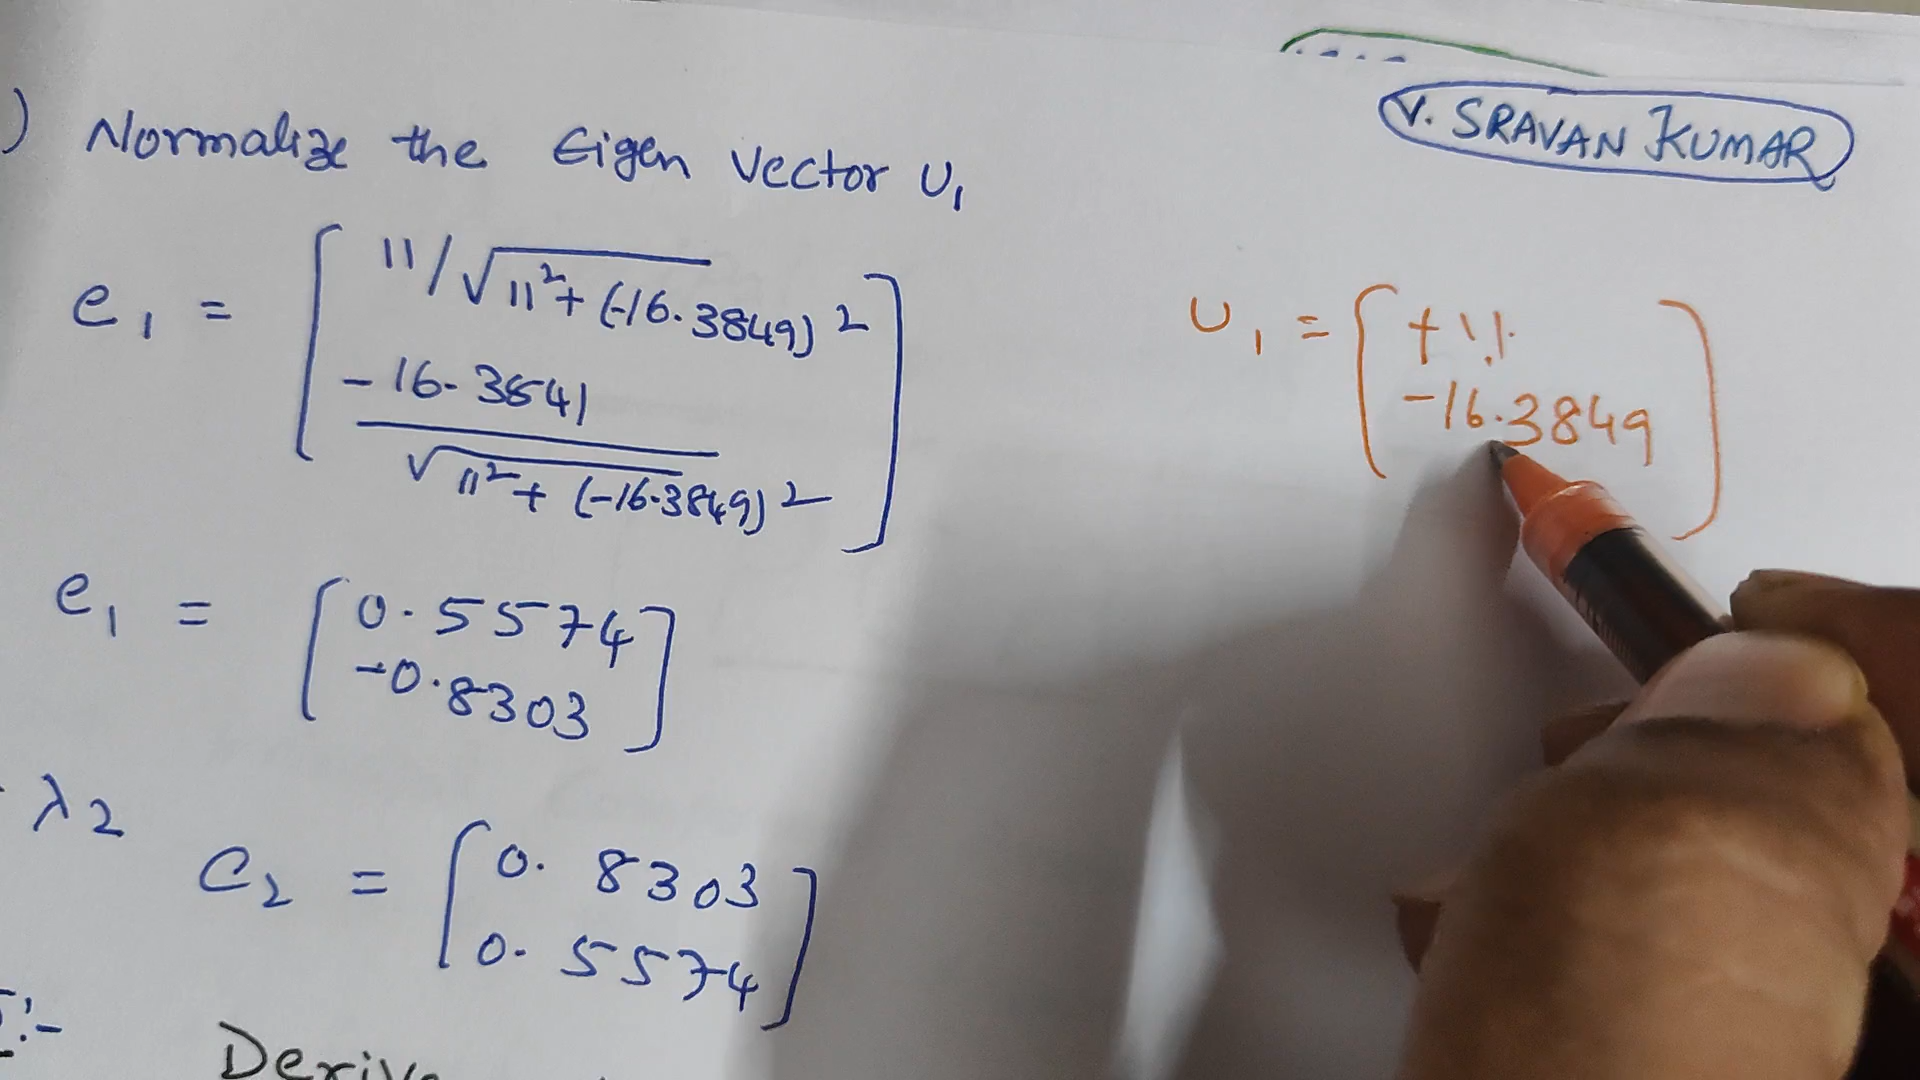 ) Normalize the Eigen Vector U₁
V. SRAVAN KUMAR
e₁ = [ 11/√11²+(-16.3849)²
-16.3841
√11²+(-16.3849)² ]
U₁ = [ +11
-16.3849 ]
e₁ = [ 0.5574
-0.8303 ]
λ2
e₂ = [ 0.8303
0.5574 ]
:-
Deriv